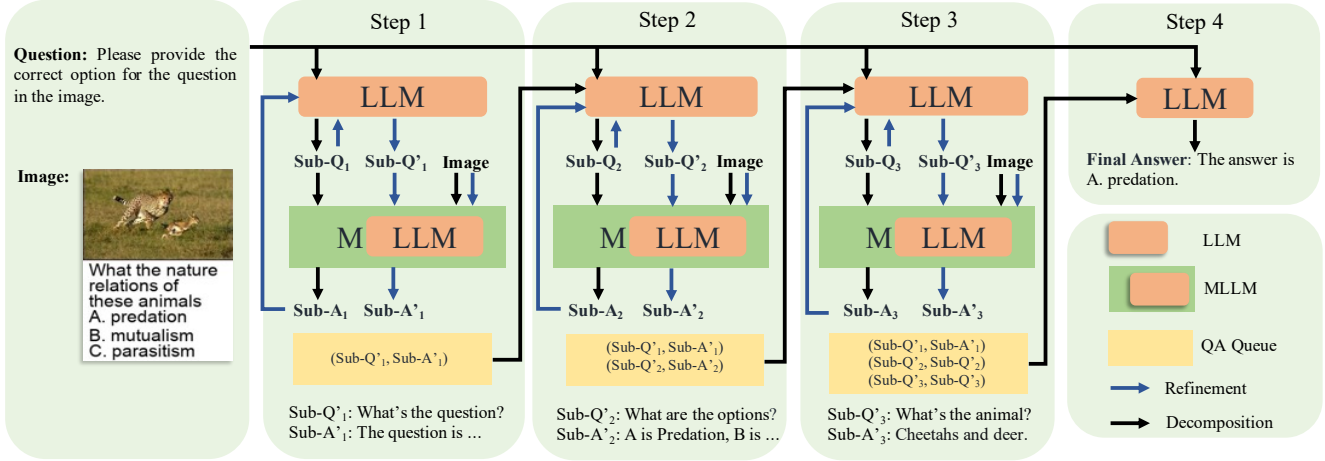 Question: Please provide the
correct option for the question
in the image.
Image:
What the nature
relations of
these animals
A. predation
B. mutualism
C. parasitism
Step 1
LLM
Sub-Q₁ Sub-Q’₁ Image
M LLM
Sub-A₁ Sub-A’₁
(Sub-Q’₁, Sub-A’₁)
Sub-Q’₁: What’s the question?
Sub-A’₁: The question is ...
Step 2
LLM
Sub-Q₂ Sub-Q’₂ Image
M LLM
Sub-A₂ Sub-A’₂
(Sub-Q’₁, Sub-A’₁)
(Sub-Q’₂, Sub-A’₂)
Sub-Q’₂: What are the options?
Sub-A’₂: A is Predation, B is ...
Step 3
LLM
Sub-Q₃ Sub-Q’₃ Image
M LLM
Sub-A₃ Sub-A’₃
(Sub-Q’₁, Sub-A’₁)
(Sub-Q’₂, Sub-Q’₂)
(Sub-Q’₃, Sub-Q’₃)
Sub-Q’₃: What’s the animal?
Sub-A’₃: Cheetahs and deer.
Step 4
LLM
Final Answer: The answer is
A. predation.
LLM
MLLM
QA Queue
Refinement
Decomposition